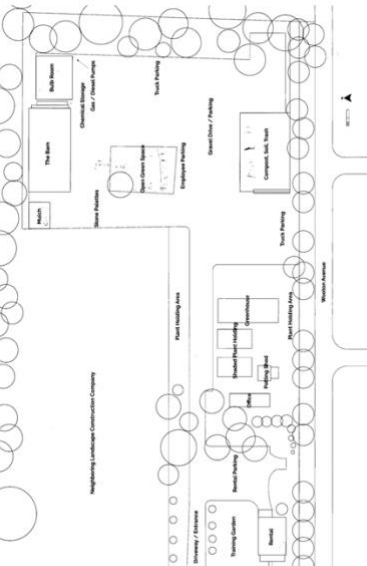 Bulb Room
Chemical Storage
Gas / Diesel Pumps
Truck Parking
The Barn
Open Green Space
Employee Parking
Gravel Drive / Parking
Compost, Soil, Trash
Mulch
Stone Palettes
Truck Parking
Plant Holding Area
Greenhouse
Plant Holding Area
Shaded Plant Holding
Potting Shed
Office
Neighboring Landscape Construction Company
Rental Parking
Driveway / Entrance
Training Garden
Rental